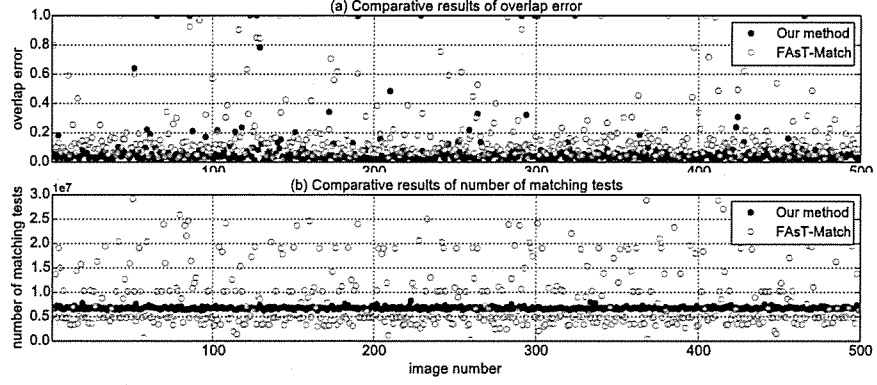 (a) Comparative results of overlap error
1.0
0.8
0.6
0.4
0.2
0.0
overlap error
Our method
FAsT-Match
100
200
300
400
500
(b) Comparative results of number of matching tests
3.0 1e7
2.5
2.0
1.5
1.0
0.5
0.0
number of matching tests
Our method
FAsT-Match
100
200
300
400
500
image number